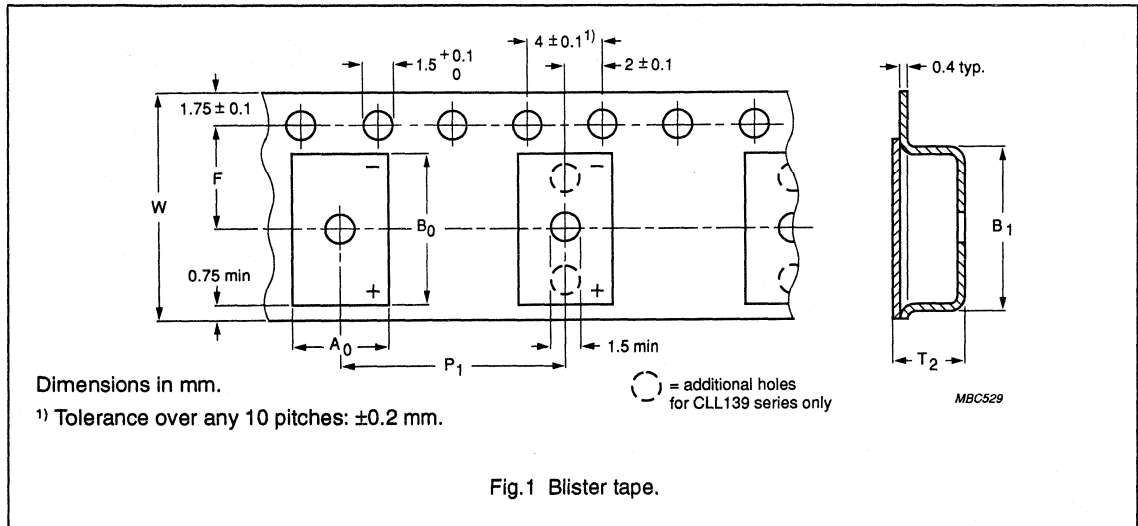 4 ± 0.1 1)
1.5 +0.1 0
2 ± 0.1
0.4 typ.
1.75 ± 0.1
F
W
B0
B1
0.75 min
A0
P1
1.5 min
T2
− + − +
Dimensions in mm.
1) Tolerance over any 10 pitches: ±0.2 mm.
= additional holes
for CLL139 series only
MBC529
Fig.1 Blister tape.